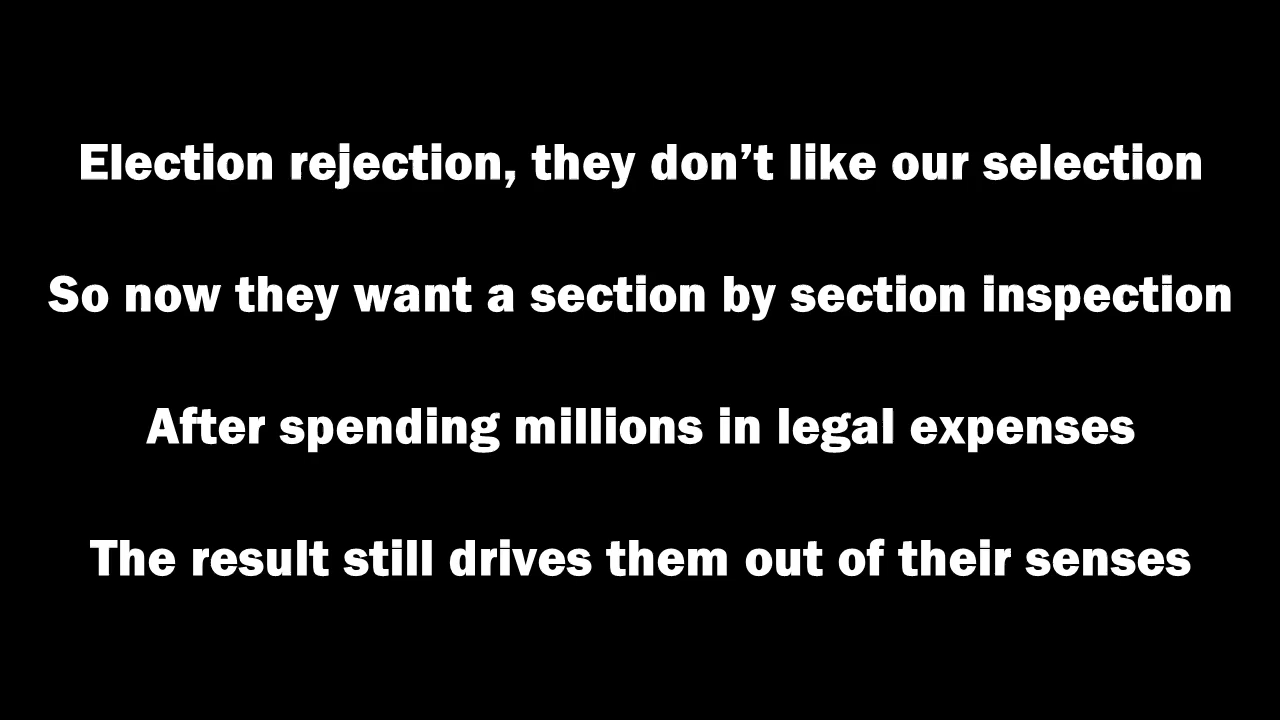 Election rejection, they don’t like our selection
So now they want a section by section inspection
After spending millions in legal expenses
The result still drives them out of their senses